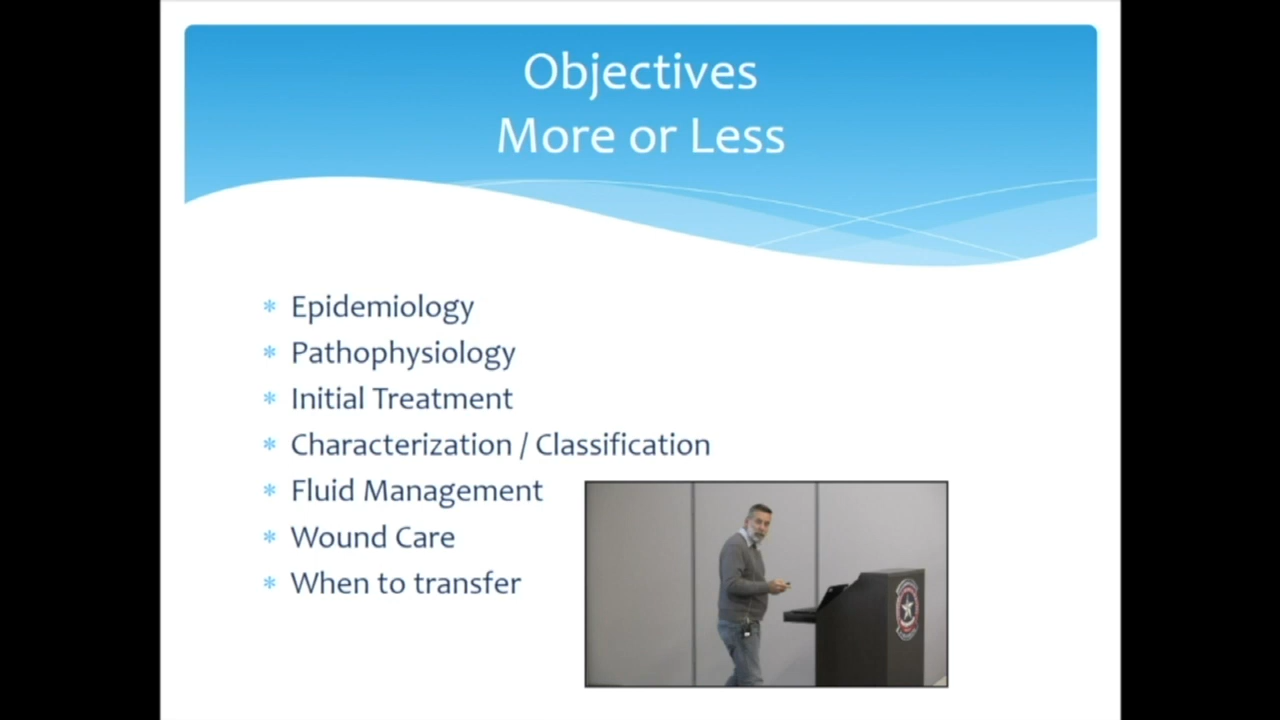 Objectives
More or Less
* Epidemiology
* Pathophysiology
* Initial Treatment
* Characterization / Classification
* Fluid Management
* Wound Care
* When to transfer